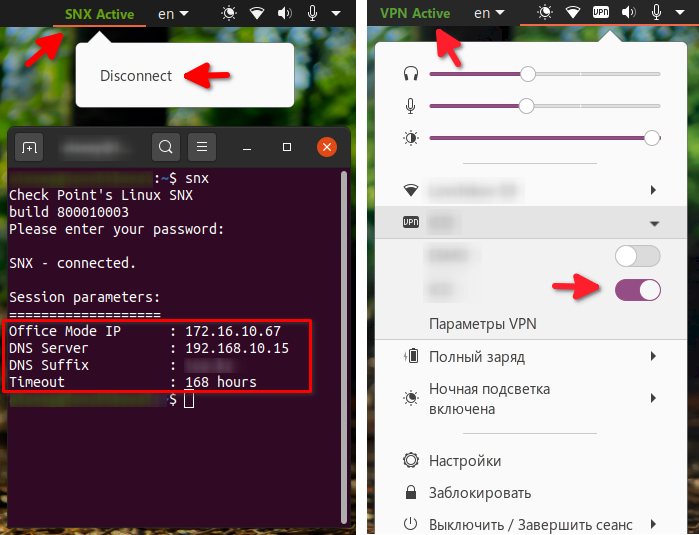 SNX Active
en
Disconnect
:~$ snx
Check Point's Linux SNX
build 800010003
Please enter your password:
SNX - connected.
Session parameters:
===================
Office Mode IP : 172.16.10.67
DNS Server : 192.168.10.15
DNS Suffix :
Timeout : 168 hours
:~$
VPN Active
en
VPN
VPN
Параметры VPN
Полный заряд
Ночная подсветка
включена
Настройки
Заблокировать
Выключить / Завершить сеанс